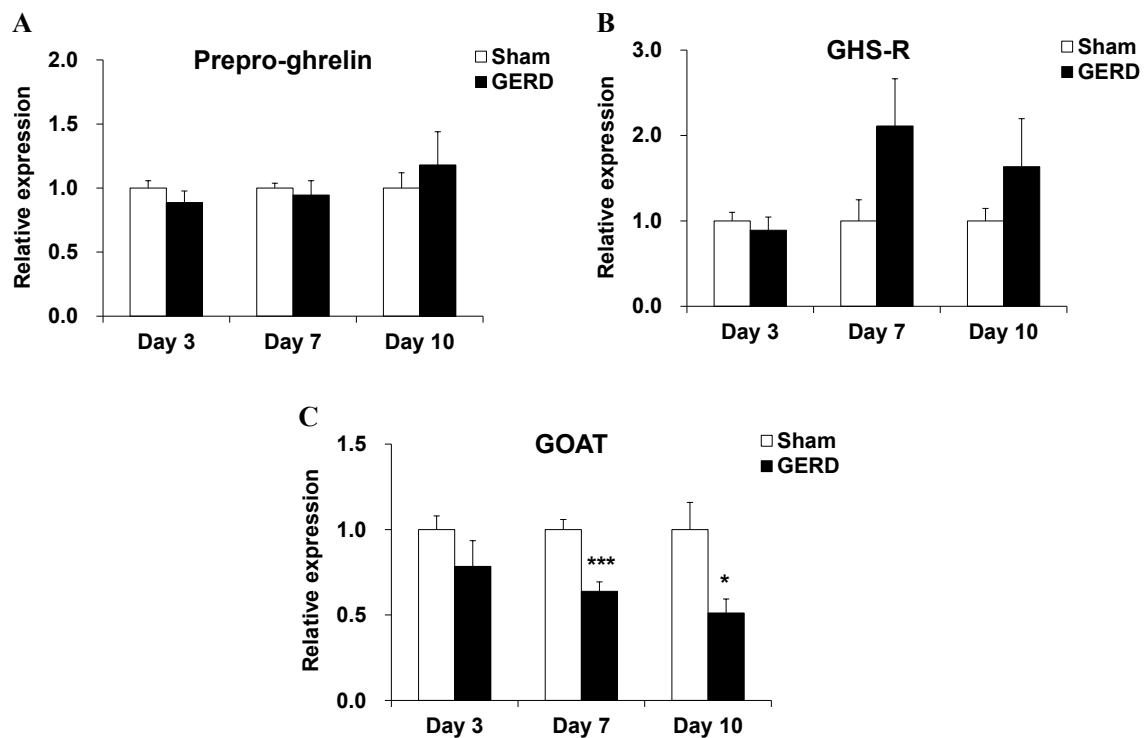 A
Prepro-ghrelin
Sham
GERD
Relative expression
2.0
1.5
1.0
0.5
0.0
Day 3 Day 7 Day 10
B
GHS-R
Sham
GERD
Relative expression
3.0
2.0
1.0
0.0
Day 3 Day 7 Day 10
C
GOAT
Sham
GERD
Relative expression
1.5
1.0
0.5
0.0
***
*
Day 3 Day 7 Day 10